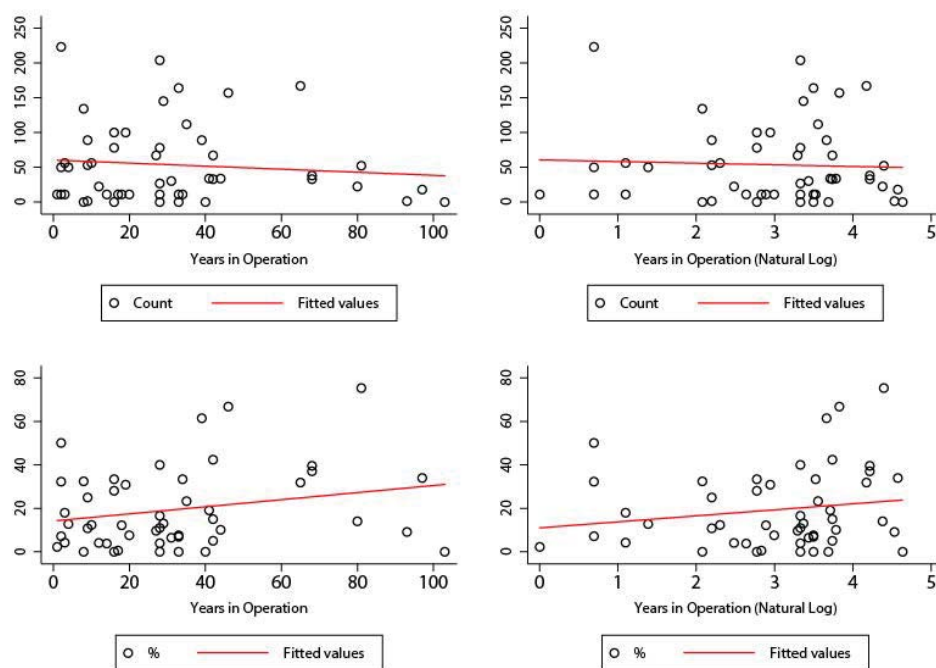 250
200
150
100
50
0
0 20 40 60 80 100
Years in Operation
Count Fitted values
250
200
150
100
50
0
0 1 2 3 4 5
Years in Operation (Natural Log)
Count Fitted values
80
60
40
20
0
0 20 40 60 80 100
Years in Operation
% Fitted values
80
60
40
20
0
0 1 2 3 4 5
Years in Operation (Natural Log)
% Fitted values